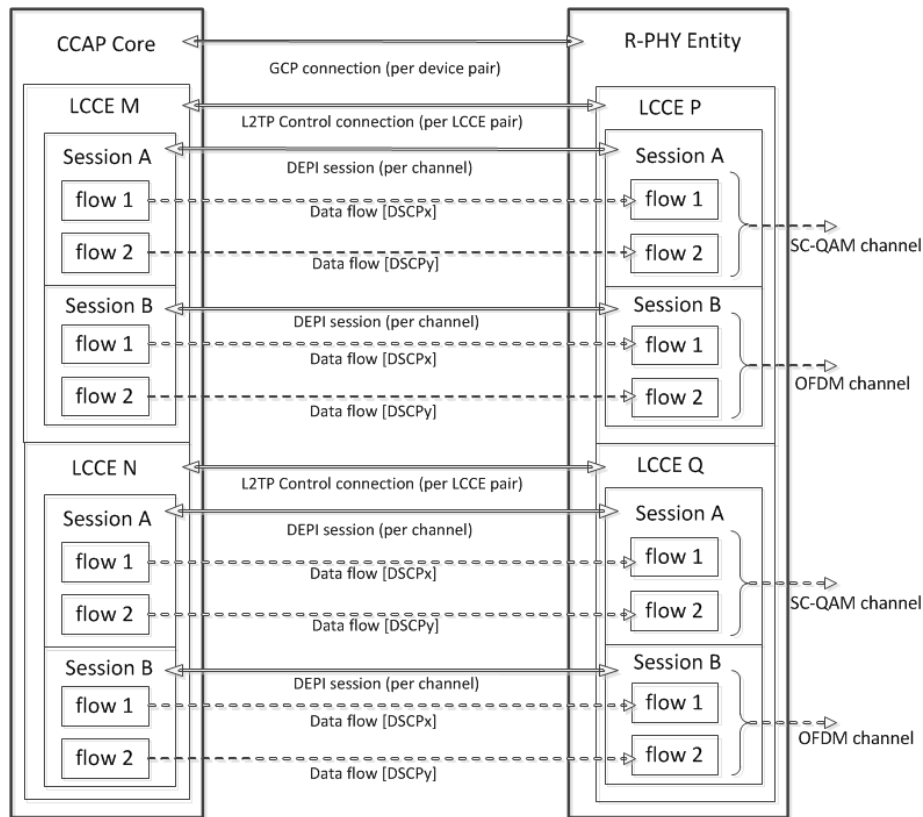 CCAP Core
R-PHY Entity
GCP connection (per device pair)
LCCE M
LCCE P
L2TP Control connection (per LCCE pair)
Session A
Session A
DEPI session (per channel)
flow 1
flow 1
Data flow [DSCPx]
SC-QAM channel
flow 2
flow 2
Data flow [DSCPy]
Session B
Session B
DEPI session (per channel)
flow 1
flow 1
Data flow [DSCPx]
OFDM channel
flow 2
flow 2
Data flow [DSCPy]
LCCE N
LCCE Q
L2TP Control connection (per LCCE pair)
Session A
Session A
DEPI session (per channel)
flow 1
flow 1
Data flow [DSCPx]
SC-QAM channel
flow 2
flow 2
Data flow [DSCPy]
Session B
Session B
DEPI session (per channel)
flow 1
flow 1
Data flow [DSCPx]
OFDM channel
flow 2
flow 2
Data flow [DSCPy]